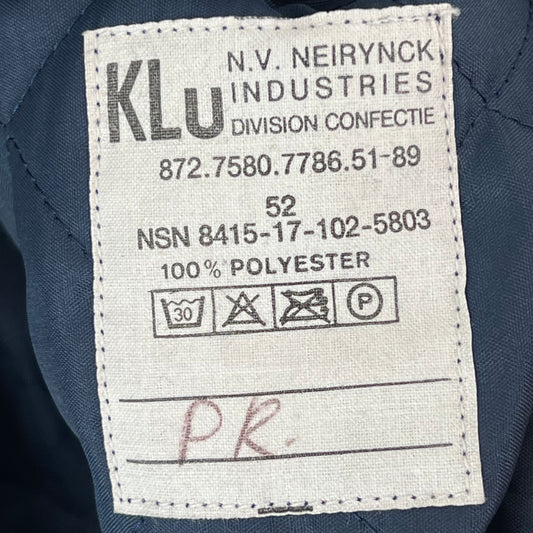 KLu
N.V. NEIRYNCK
INDUSTRIES
DIVISION CONFECTIE
872.7580.7786.51-89
52
NSN 8415-17-102-5803
100% POLYESTER
30 P
PR.